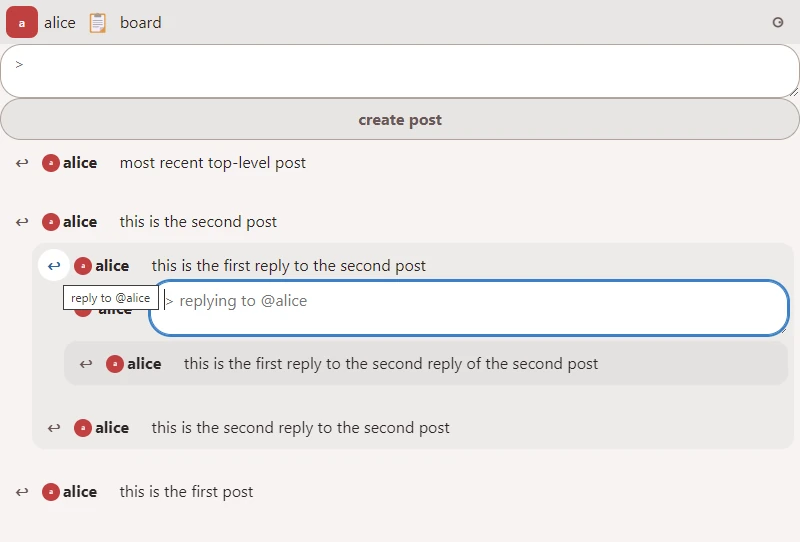 a alice 📋 board
>
create post
↩ a alice most recent top-level post
↩ a alice this is the second post
↩ a alice this is the first reply to the second post
reply to @alice
alice > replying to @alice
↩ a alice this is the first reply to the second reply of the second post
↩ a alice this is the second reply to the second post
↩ a alice this is the first post